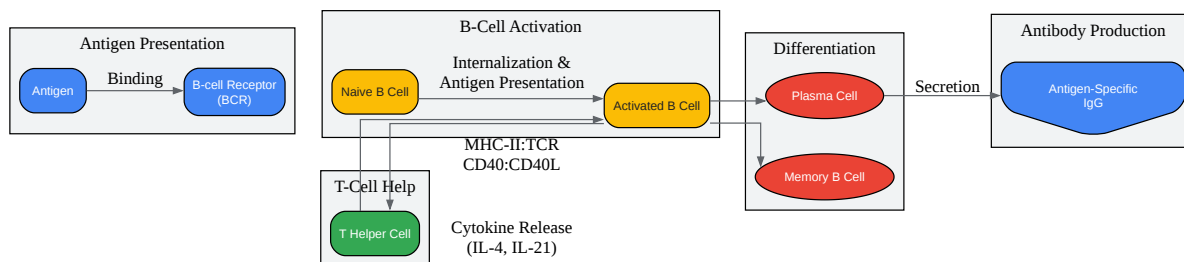 Antigen Presentation
Antigen
Binding
B-cell Receptor
(BCR)
B-Cell Activation
Naive B Cell
Internalization &
Antigen Presentation
Activated B Cell
MHC-II:TCR
CD40:CD40L
T-Cell Help
T Helper Cell
Cytokine Release
(IL-4, IL-21)
Differentiation
Plasma Cell
Memory B Cell
Secretion
Antibody Production
Antigen-Specific
IgG